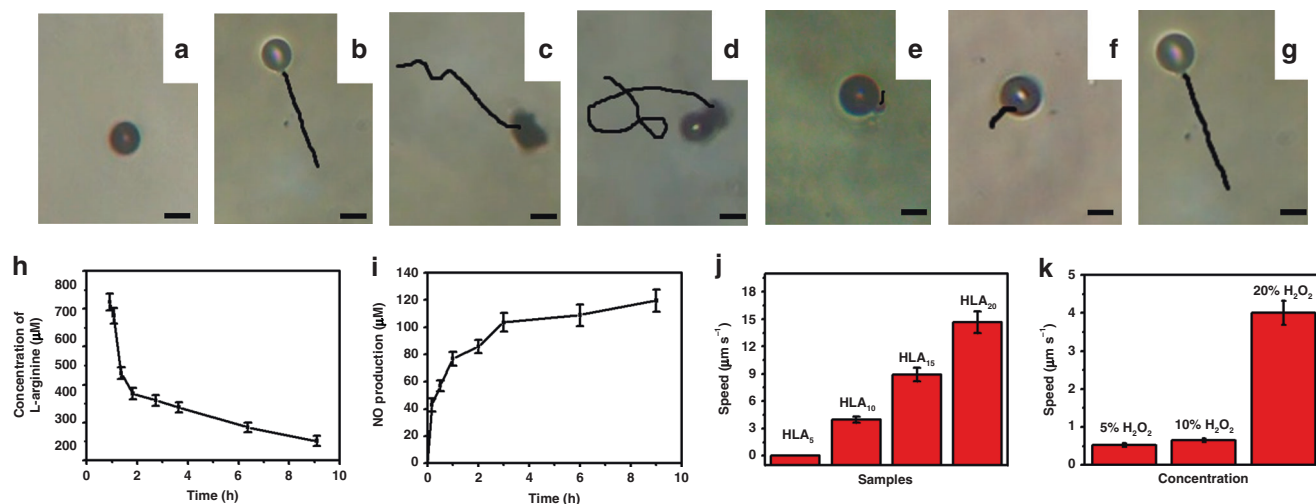 a
b
c
d
e
f
g
h
Concentration of
L-arginine (μM)
800
700
600
500
400
300
200
0
2
4
6
8
10
Time (h)
i
NO production (μM)
140
120
100
80
60
40
20
0
0
2
4
6
8
10
Time (h)
j
Speed (μm s⁻¹)
18
15
12
9
6
3
0
HLA₅
HLA₁₀
HLA₁₅
HLA₂₀
Samples
k
Speed (μm s⁻¹)
5
4
3
2
1
0
5% H₂O₂
10% H₂O₂
20% H₂O₂
Concentration